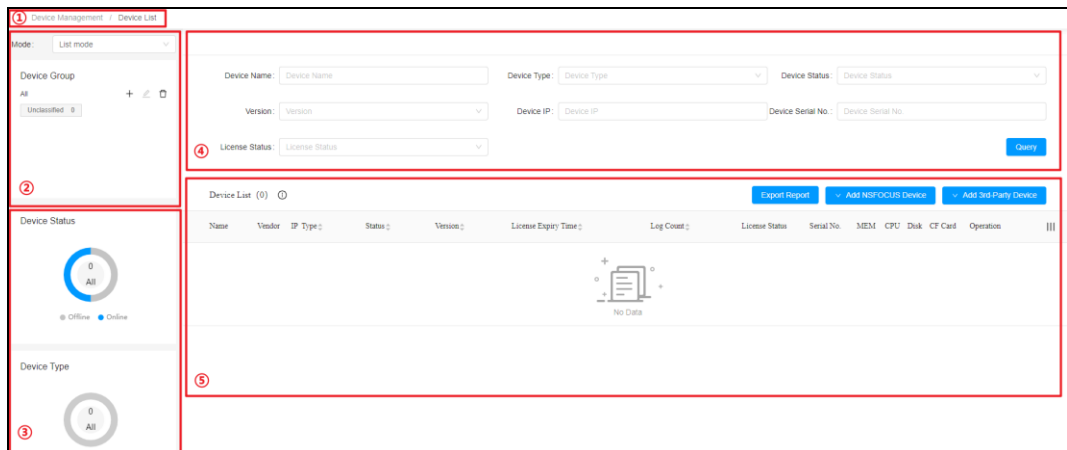 ① Device Management / Device List
Mode: List mode
Device Group
All
Unclassified 0
②
Device Status
0
All
Offline Online
Device Type
0
All
③
Device Name: Device Name Device Type: Device Type Device Status: Device Status
Version: Version Device IP: Device IP Device Serial No.: Device Serial No.
④ License Status: License Status Query
Device List (0) Export Report Add NSFOCUS Device Add 3rd-Party Device
Name Vendor IP Type Status Version License Expiry Time Log Count License Status Serial No. MEM CPU Disk CF Card Operation
No Data
⑤